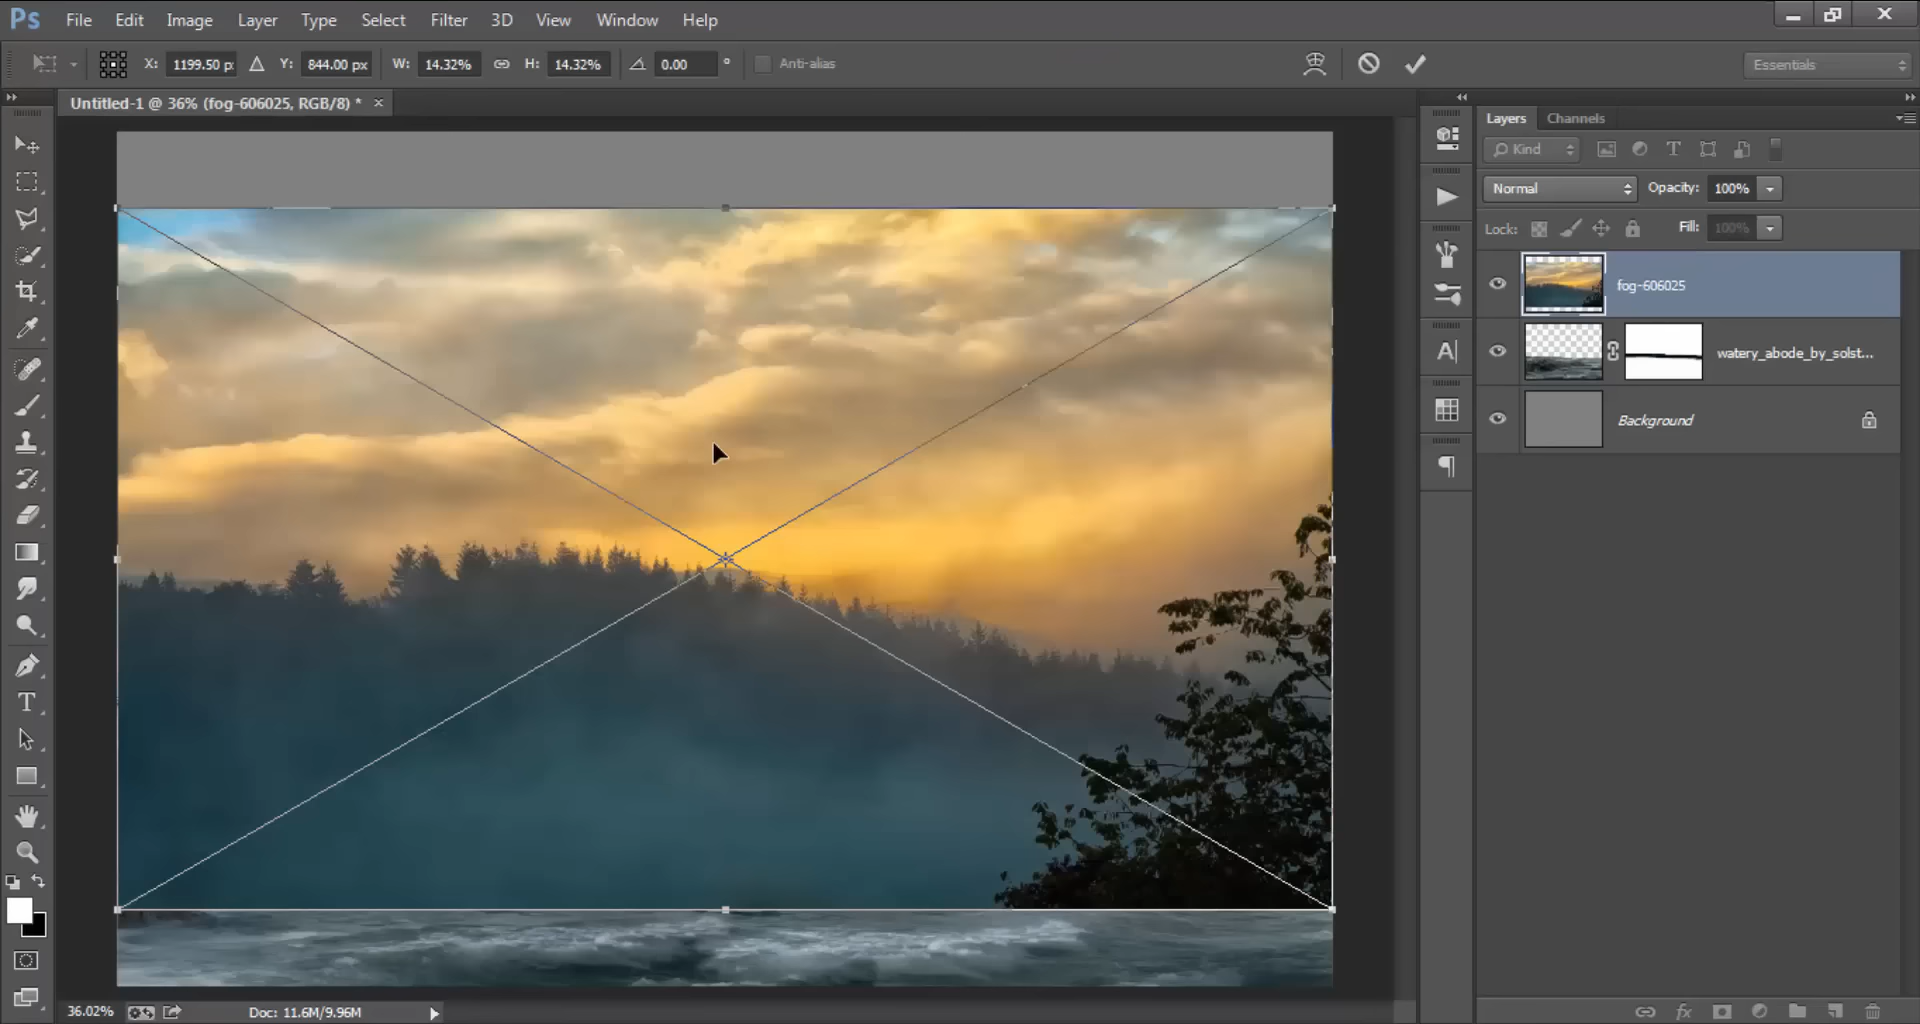 Ps File Edit Image Layer Type Select Filter 3D View Window Help
X: 1199.50 p Y: 844.00 px W: 14.32% H: 14.32% 0.00 ° Anti-alias Essentials
Untitled-1 @ 36% (fog-606025, RGB/8) * ×
Layers Channels
Kind
Normal Opacity: 100%
Lock: Fill: 100%
fog-606025
watery_abode_by_solst...
Background
36.02% Doc: 11.6M/9.96M